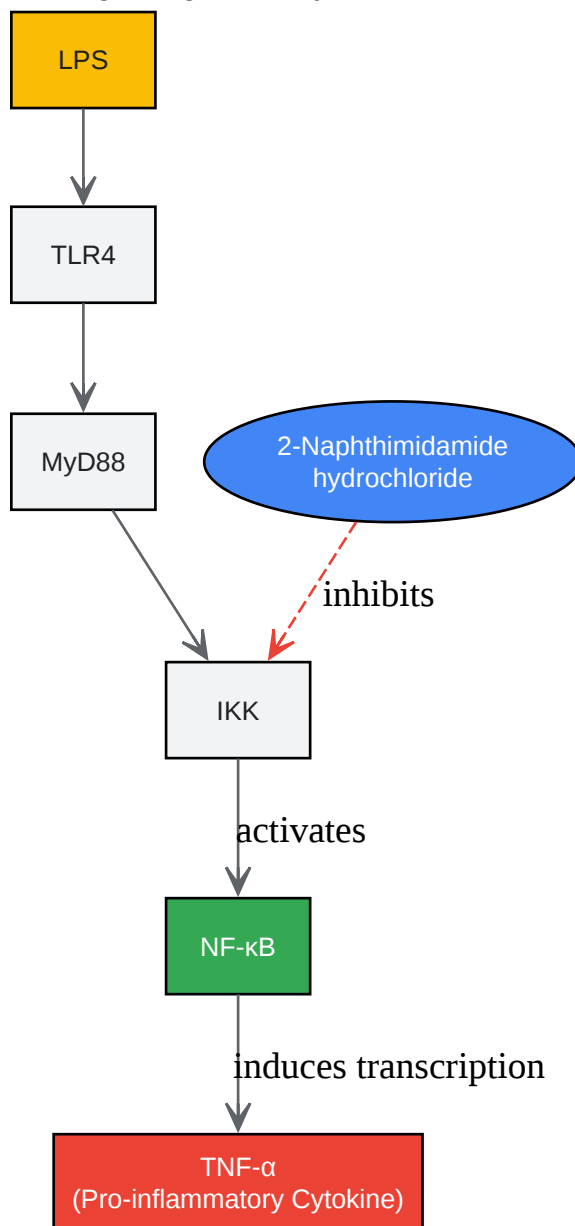 LPS
TLR4
MyD88
2-Naphthimidamide
hydrochloride
inhibits
IKK
activates
NF-κB
induces transcription
TNF-α
(Pro-inflammatory Cytokine)